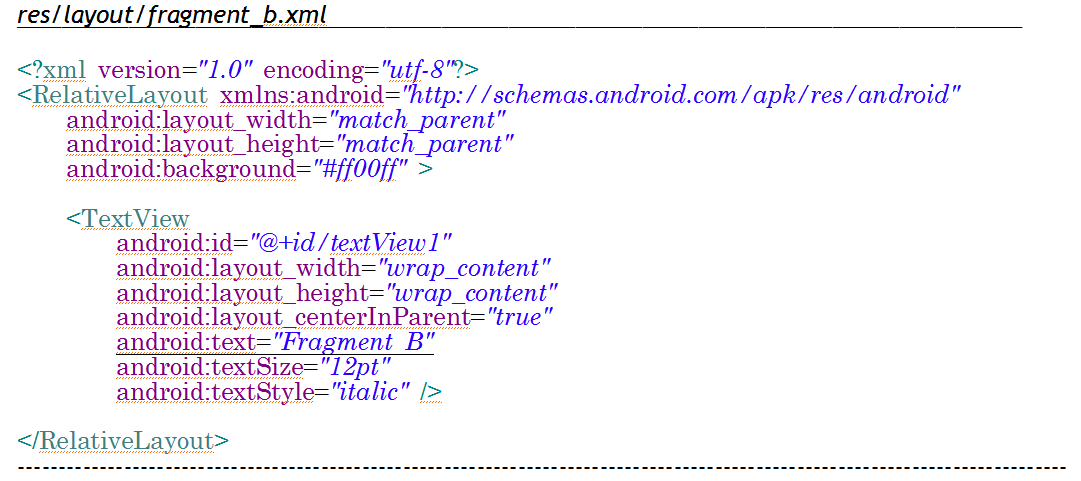 res/layout/fragment_b.xml
<?xml version="1.0" encoding="utf-8"?>
<RelativeLayout xmlns:android="http://schemas.android.com/apk/res/android"
android:layout_width="match_parent"
android:layout_height="match_parent"
android:background="#ff00ff" >
<TextView
android:id="@+id/textView1"
android:layout_width="wrap_content"
android:layout_height="wrap_content"
android:layout_centerInParent="true"
android:text="Fragment B"
android:textSize="12pt"
android:textStyle="italic" />
</RelativeLayout>